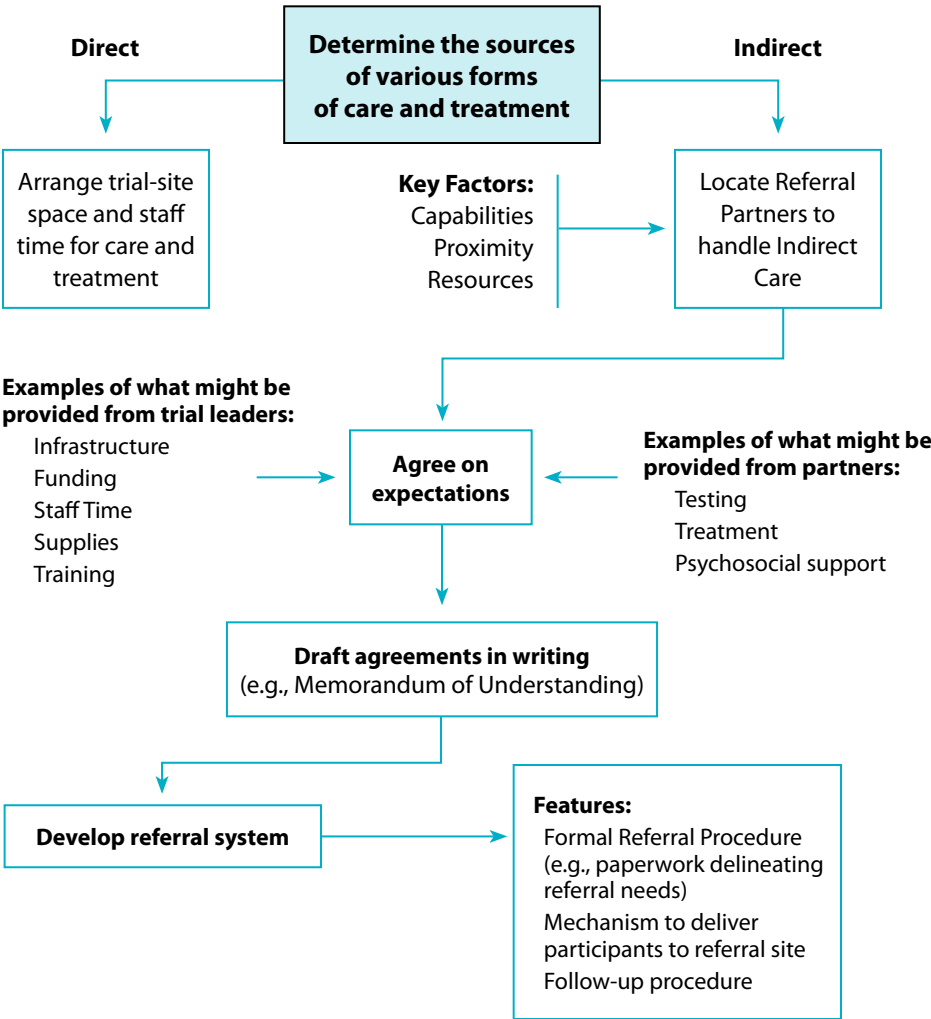 Direct
Determine the sources
of various forms
of care and treatment
Indirect
Arrange trial-site
space and staff
time for care and
treatment
Key Factors:
Capabilities
Proximity
Resources
Locate Referral
Partners to
handle Indirect
Care
Examples of what might be
provided from trial leaders:
Infrastructure
Funding
Staff Time
Supplies
Training
Agree on
expectations
Examples of what might be
provided from partners:
Testing
Treatment
Psychosocial support
Draft agreements in writing
(e.g., Memorandum of Understanding)
Develop referral system
Features:
Formal Referral Procedure
(e.g., paperwork delineating
referral needs)
Mechanism to deliver
participants to referral site
Follow-up procedure